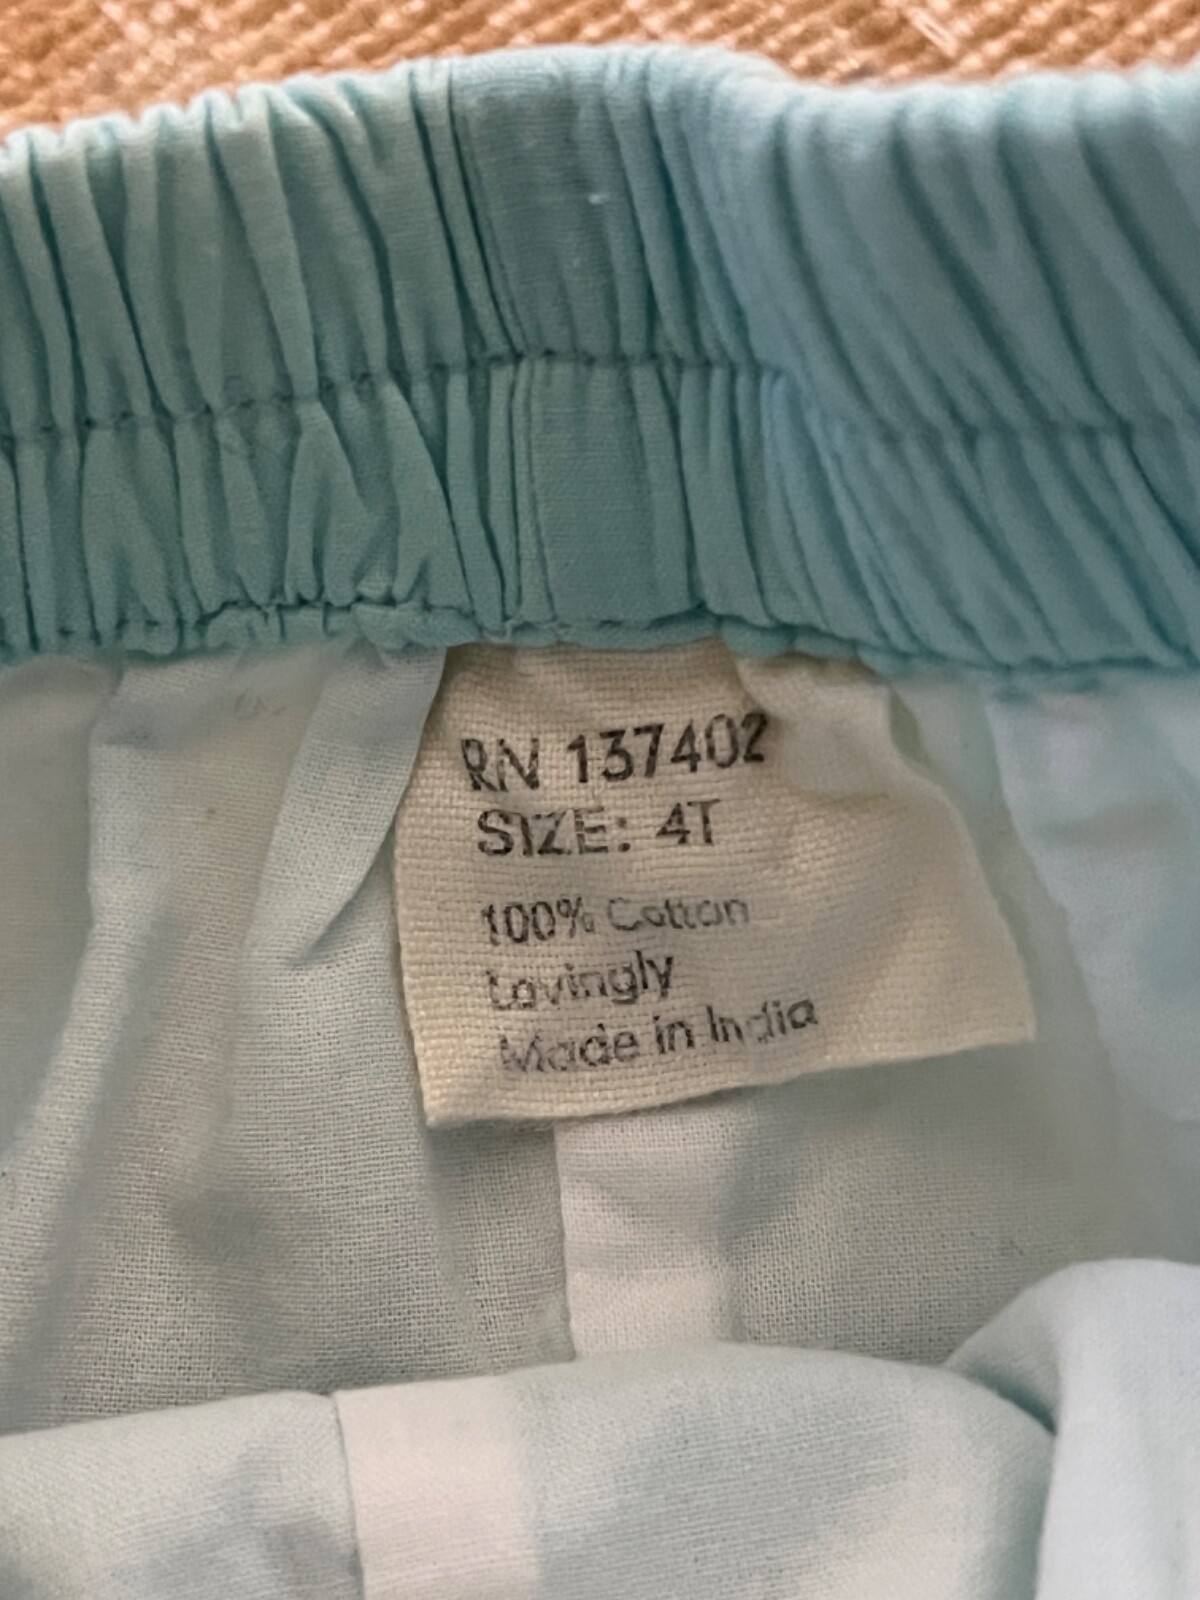 RN 137402
SIZE: 4T
100% Cotton
Lovingly
Made in India